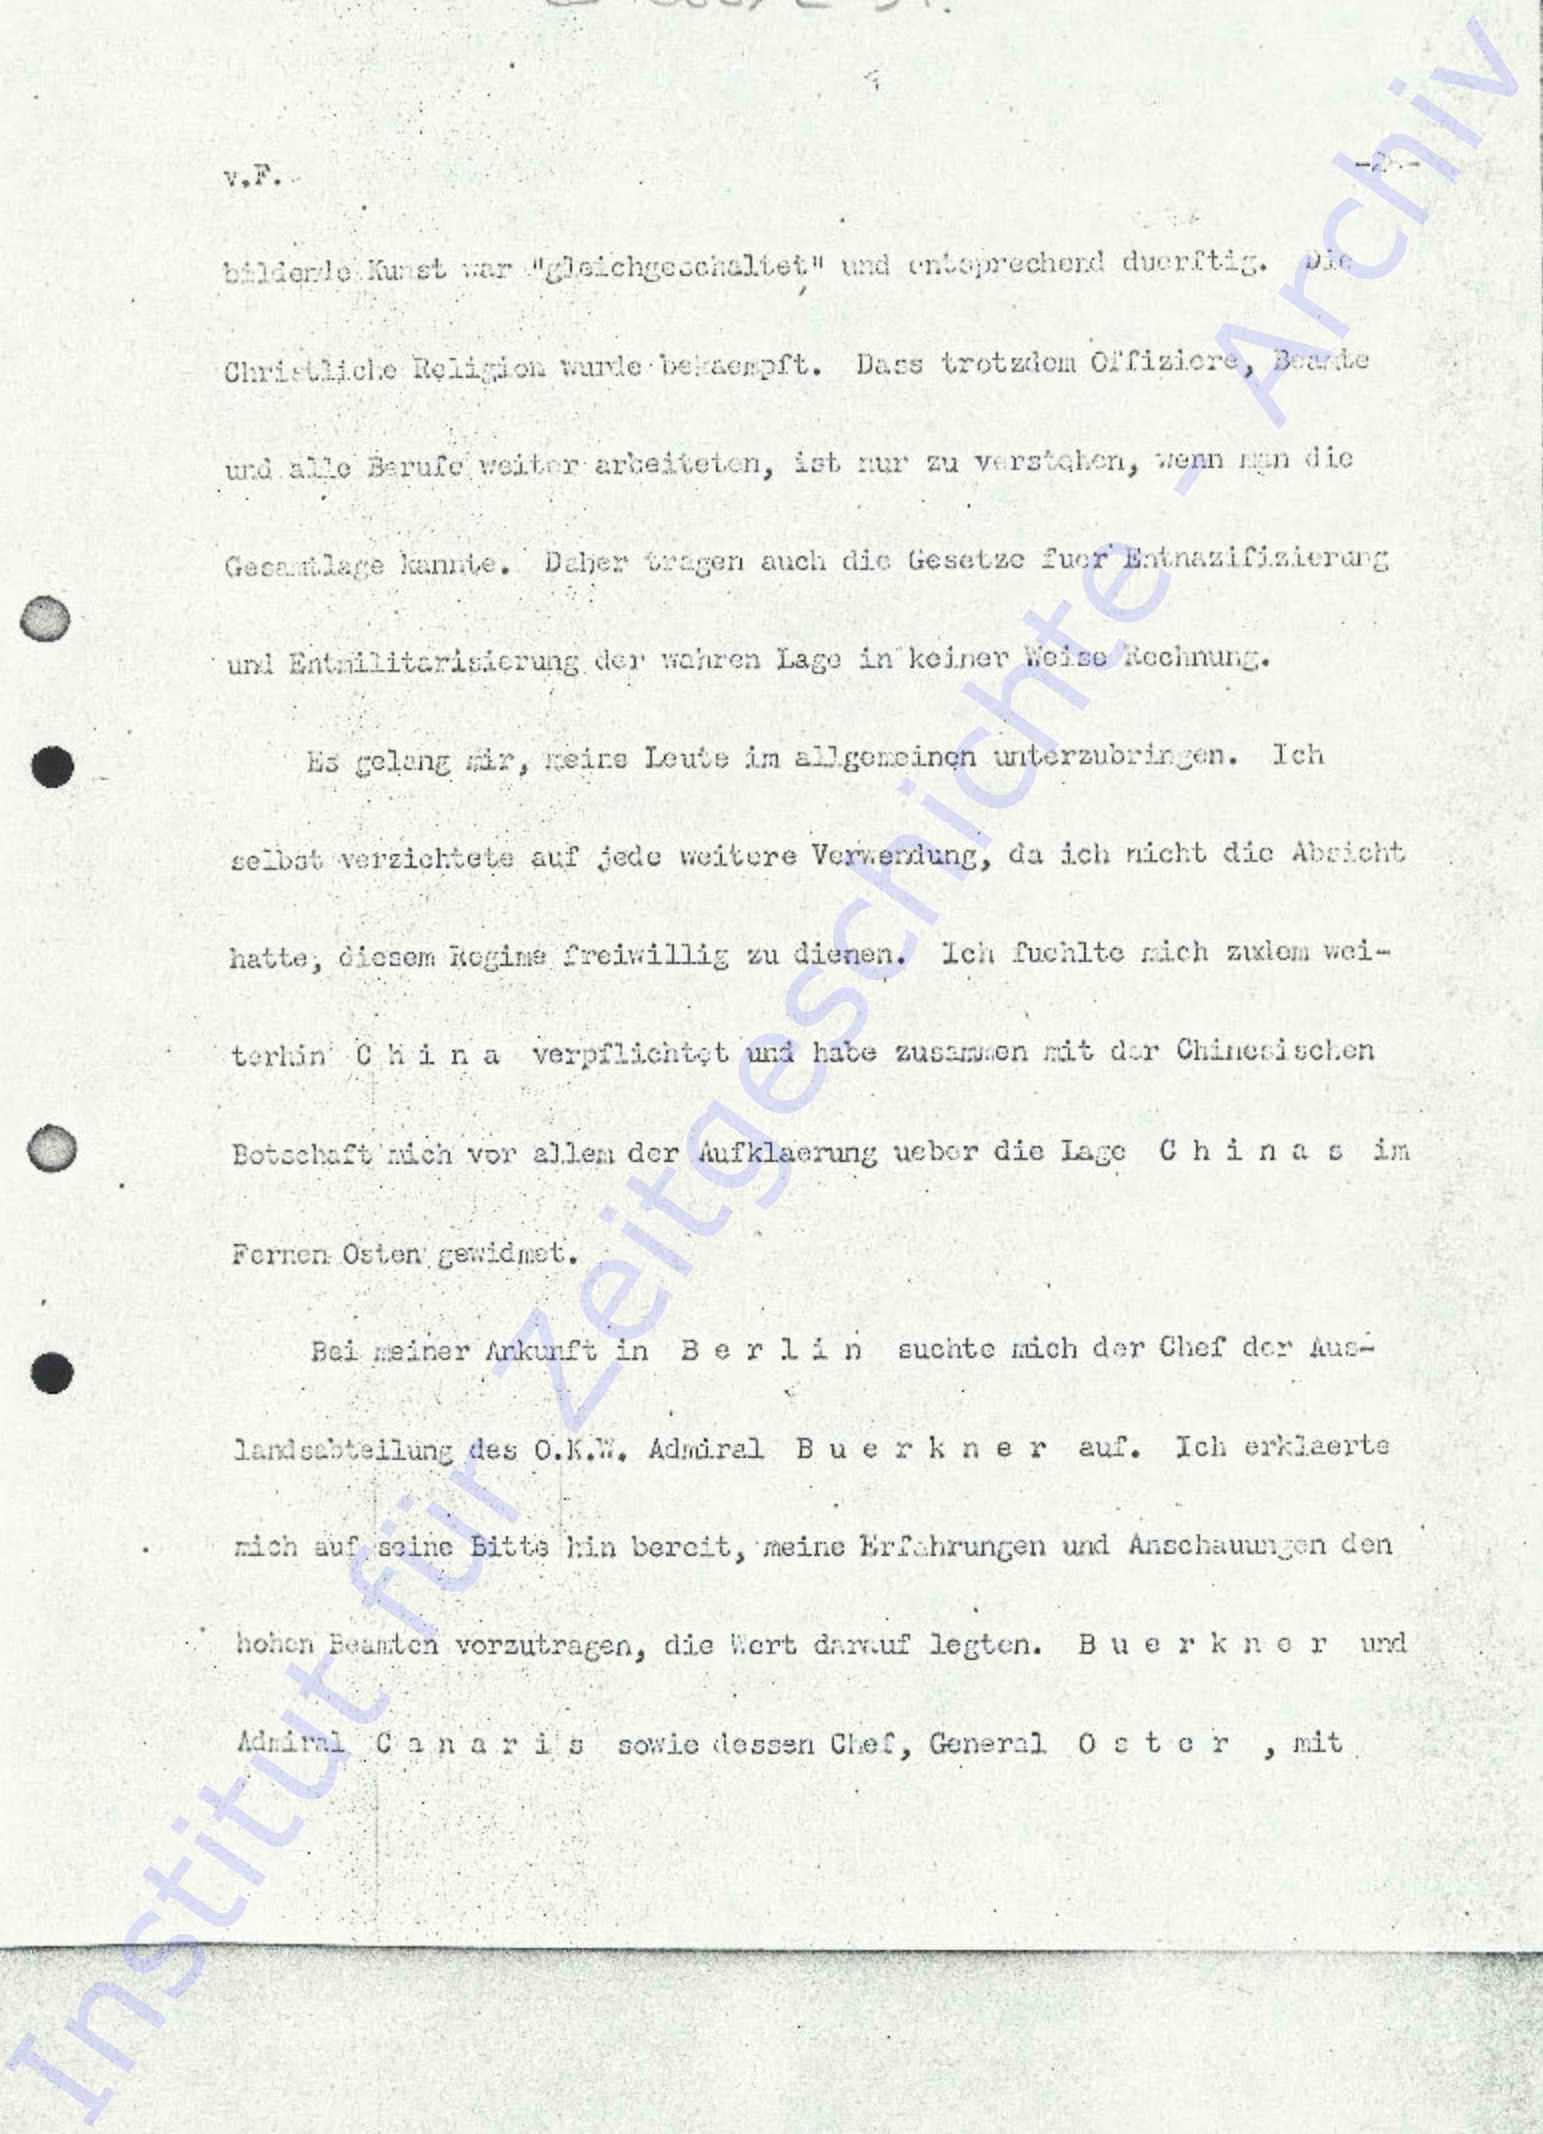 v.F. -2-
bildende Kunst war "gleichgeschaltet" und entsprechend duerftig. Die
Christliche Religion wurde bekaempft. Dass trotzdem Offiziere, Beamte
und alle Berufe weiter arbeiteten, ist nur zu verstehen, wenn man die
Gesamtlage kannte. Daher tragen auch die Gesetze fuer Entnazifizierung
und Entmilitarisierung der wahren Lage in keiner Weise Rechnung.
Es gelang mir, meine Leute im allgemeinen unterzubringen. Ich
selbst verzichtete auf jede weitere Verwendung, da ich nicht die Absicht
hatte, diesem Regime freiwillig zu dienen. Ich fuehlte mich zudem wei-
terhin C h i n a verpflichtet und habe zusammen mit der Chinesischen
Botschaft mich vor allem der Aufklaerung ueber die Lage C h i n a s im
Fernen Osten gewidmet.
Bei meiner Ankunft in B e r l i n suchte mich der Chef der Aus-
landsabteilung des O.K.W. Admiral B u e r k n e r auf. Ich erklaerte
mich auf seine Bitte hin bereit, meine Erfahrungen und Anschauungen den
hohen Beamten vorzutragen, die Wert darauf legten. B u e r k n e r und
Admiral C a n a r i s sowie dessen Chef, General O s t e r , mit
Institut für Zeitgeschichte - Archiv